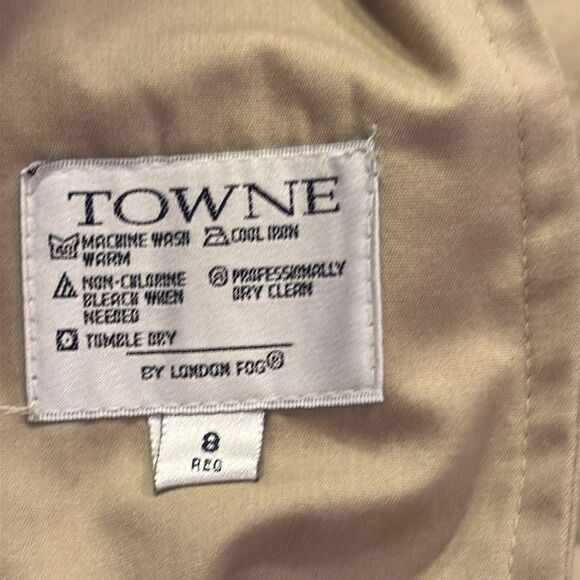 TOWNE
40 MACHINE WASH WARM
COOL IRON
NON-CHLORINE BLEACH WHEN NEEDED
PROFESSIONALLY DRY CLEAN
TUMBLE DRY
BY LONDON FOG®
8
REG